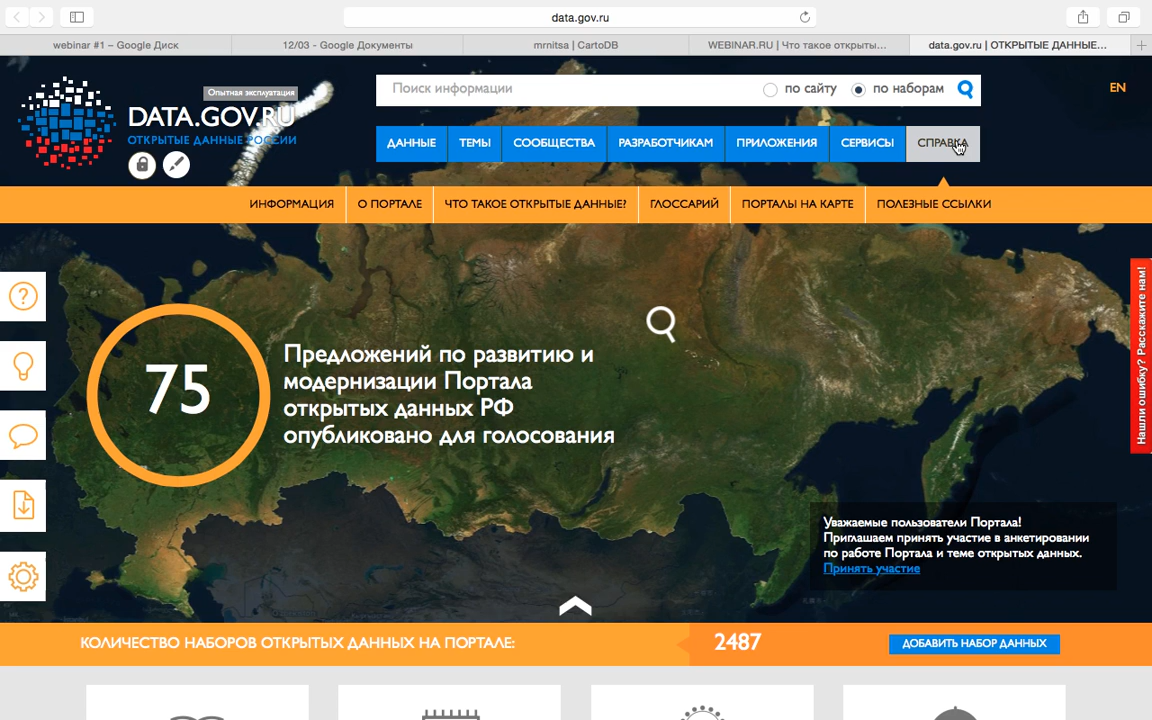 data.gov.ru
webinar #1 – Google Диск
12/03 - Google Документы
mrnitsa | CartoDB
WEBINAR.RU | Что такое открыты...
data.gov.ru | ОТКРЫТЫЕ ДАННЫЕ...
Опытная эксплуатация
DATA.GOV.RU
ОТКРЫТЫЕ ДАННЫЕ РОССИИ
Поиск информации
по сайту
по наборам
EN
ДАННЫЕ
ТЕМЫ
СООБЩЕСТВА
РАЗРАБОТЧИКАМ
ПРИЛОЖЕНИЯ
СЕРВИСЫ
СПРАВКА
ИНФОРМАЦИЯ
О ПОРТАЛЕ
ЧТО ТАКОЕ ОТКРЫТЫЕ ДАННЫЕ?
ГЛОССАРИЙ
ПОРТАЛЫ НА КАРТЕ
ПОЛЕЗНЫЕ ССЫЛКИ
75
Предложений по развитию и
модернизации Портала
открытых данных РФ
опубликовано для голосования
Нашли ошибку? Расскажите нам!
Уважаемые пользователи Портала!
Приглашаем принять участие в анкетировании
по работе Портала и теме открытых данных.
Принять участие
КОЛИЧЕСТВО НАБОРОВ ОТКРЫТЫХ ДАННЫХ НА ПОРТАЛЕ:
2487
ДОБАВИТЬ НАБОР ДАННЫХ